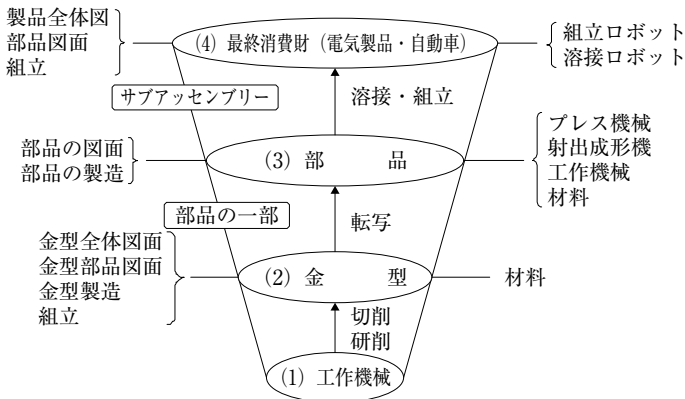 製品全体図
部品図面
組立
(4) 最終消費財（電気製品・自動車）
組立ロボット
溶接ロボット
サブアッセンブリー
溶接・組立
部品の図面
部品の製造
(3) 部　品
プレス機械
射出成形機
工作機械
材料
部品の一部
転写
金型全体図面
金型部品図面
金型製造
組立
(2) 金　型
材料
切削
研削
(1) 工作機械